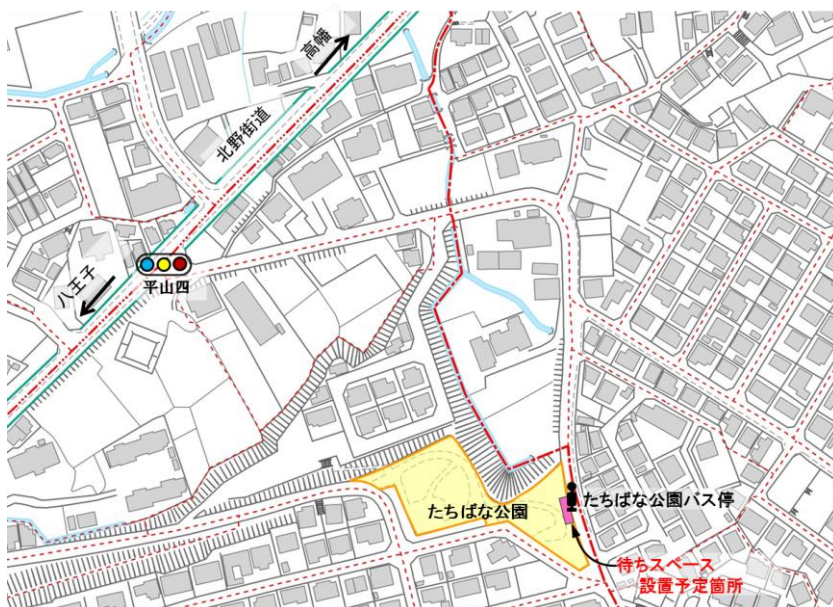 高幡
北野街道
八王子
平山四
たちばな公園
たちばな公園バス停
待ちスペース
設置予定箇所